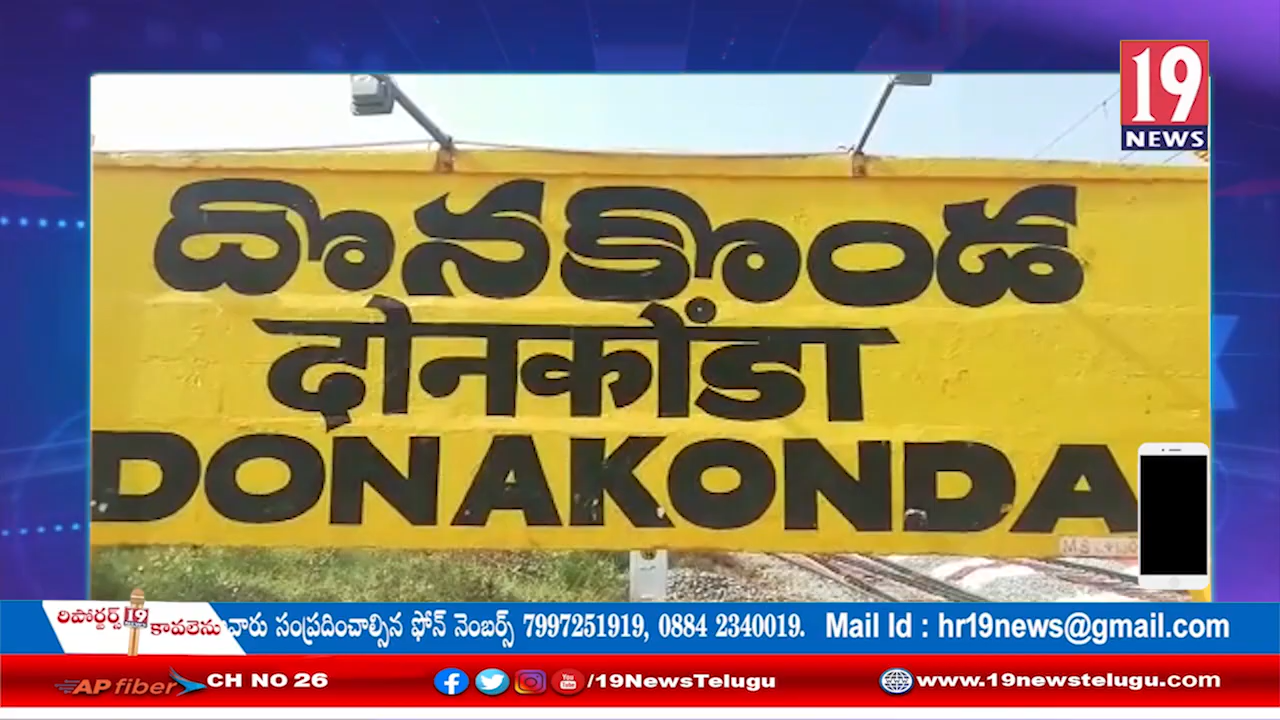 19
NEWS
దొనకొండ
दोनकोंडा
DONAKONDA
రిపోర్టర్స్ 19
కావలెను వారు సంప్రదించాల్సిన ఫోన్ నెంబర్స్ 7997251919, 0884 2340019. Mail Id : hr19news@gmail.com
AP fiber CH NO 26 /19NewsTelugu www.19newstelugu.com